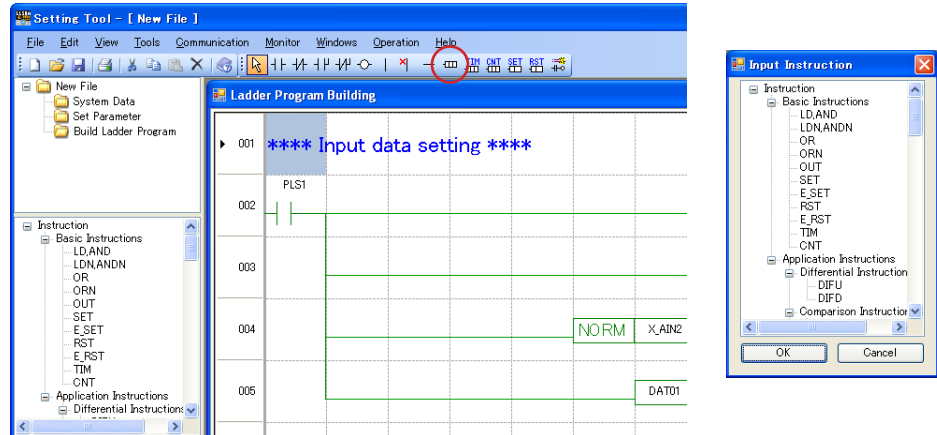 Setting Tool - [ New File ]
File Edit View Tools Communication Monitor Windows Operation Help
TIM CNT SET RST
New File
System Data
Set Parameter
Build Ladder Program
Instruction
Basic Instructions
LD,AND
LDN,ANDN
OR
ORN
OUT
SET
E_SET
RST
E_RST
TIM
CNT
Application Instructions
Differential Instructions
Ladder Program Building
001 **** Input data setting ****
PLS1
002
003
004 NORM X_AIN2
005 DAT01
Input Instruction
Instruction
Basic Instructions
LD,AND
LDN,ANDN
OR
ORN
OUT
SET
E_SET
RST
E_RST
TIM
CNT
Application Instructions
Differential Instruction
DIFU
DIFD
Comparison Instruction
OK Cancel